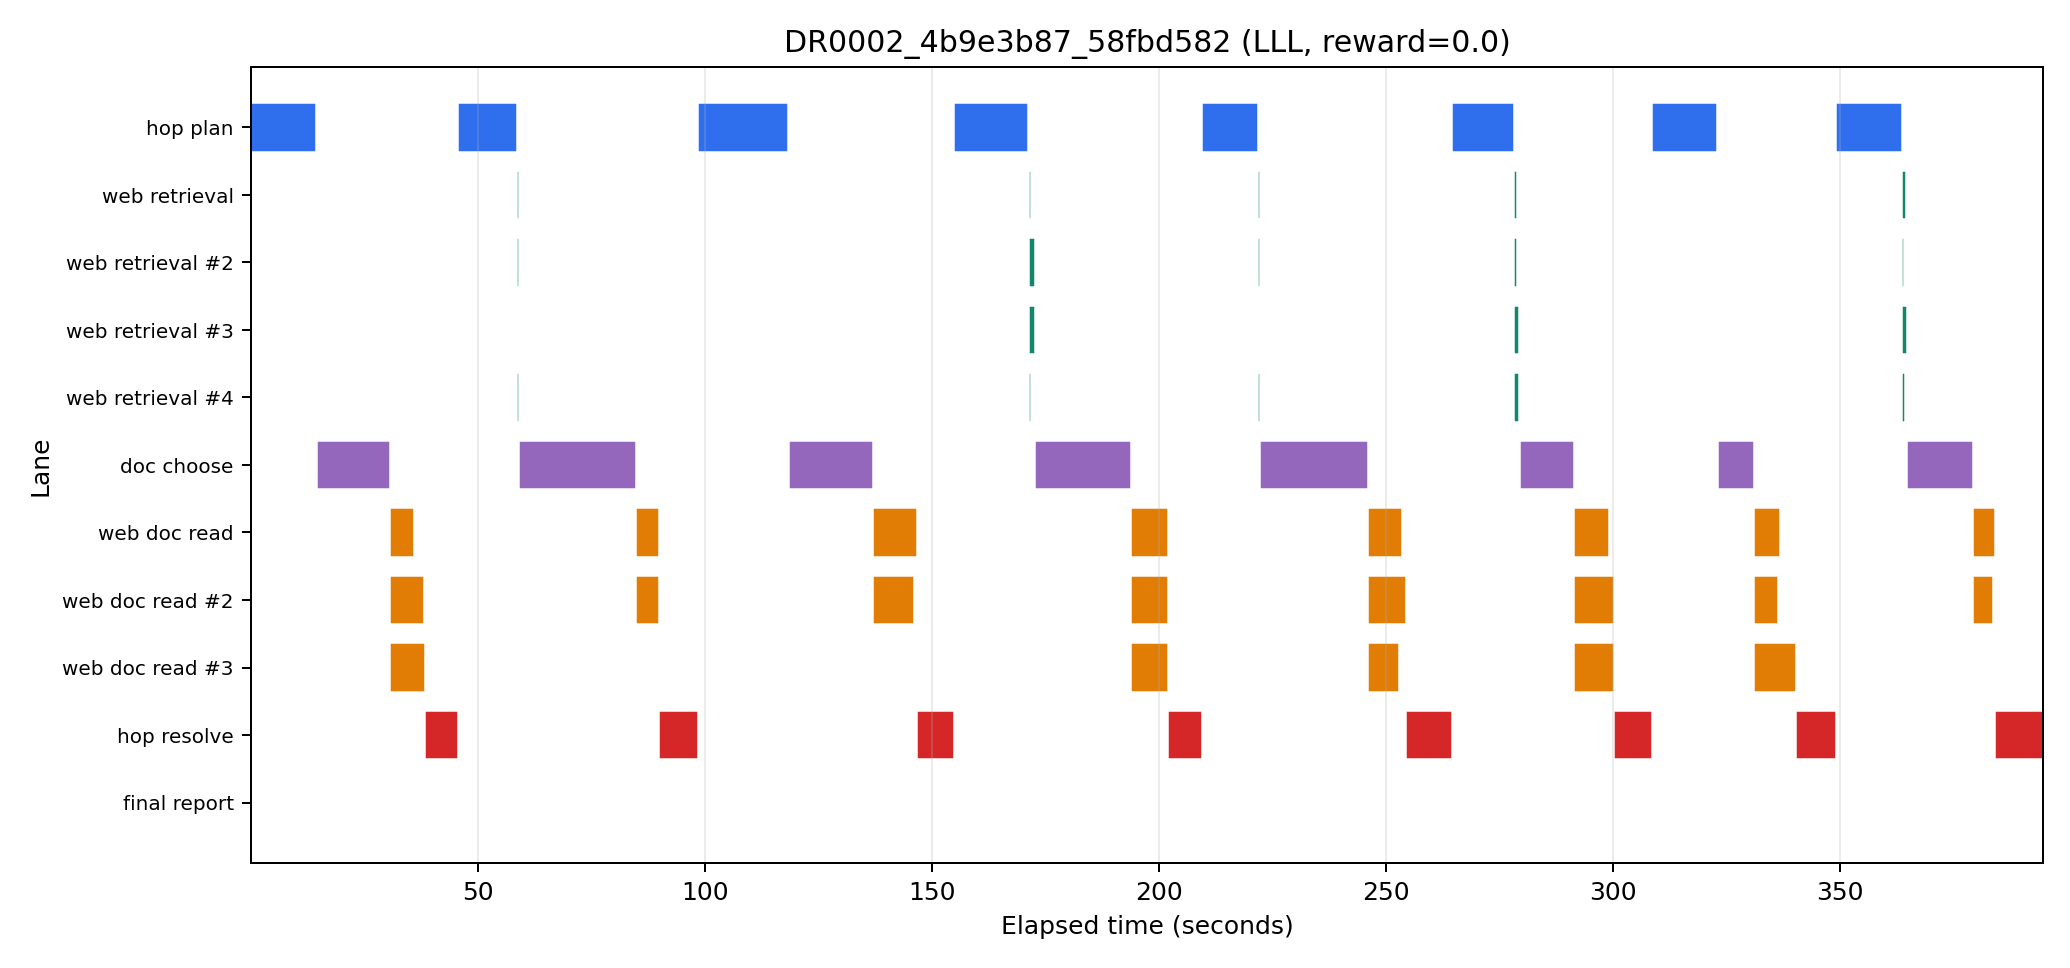 DR0002_4b9e3b87_58fbd582 (LLL, reward=0.0)
Lane
hop plan
web retrieval
web retrieval #2
web retrieval #3
web retrieval #4
doc choose
web doc read
web doc read #2
web doc read #3
hop resolve
final report
50 100 150 200 250 300 350
Elapsed time (seconds)